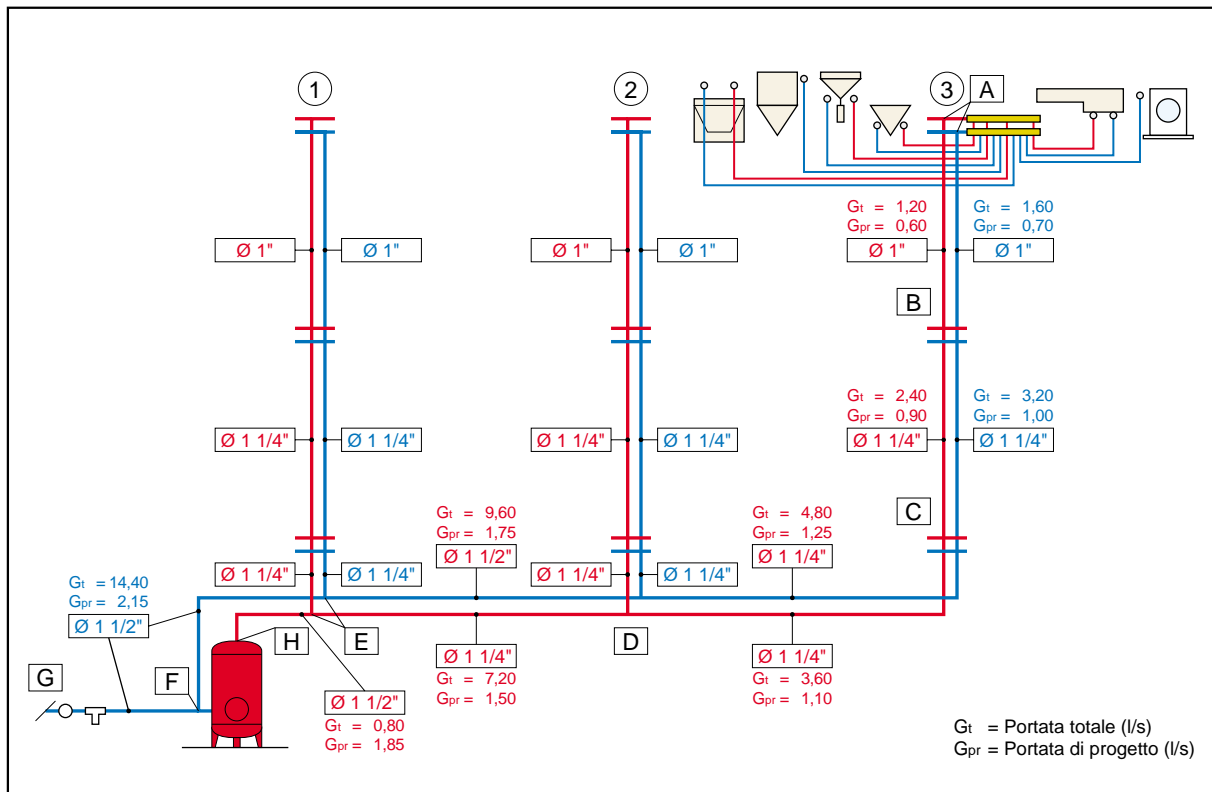 1
2
3
A
Gt = 1,20
Gpr = 0,60
Gt = 1,60
Gpr = 0,70
Ø 1"
Ø 1"
Ø 1"
Ø 1"
Ø 1"
Ø 1"
B
Gt = 2,40
Gpr = 0,90
Gt = 3,20
Gpr = 1,00
Ø 1 1/4"
Ø 1 1/4"
Ø 1 1/4"
Ø 1 1/4"
Ø 1 1/4"
Ø 1 1/4"
C
Gt = 9,60
Gpr = 1,75
Ø 1 1/2"
Gt = 4,80
Gpr = 1,25
Ø 1 1/4"
Ø 1 1/4"
Ø 1 1/4"
Ø 1 1/4"
Ø 1 1/4"
Gt = 14,40
Gpr = 2,15
Ø 1 1/2"
H
E
D
Ø 1 1/4"
Gt = 7,20
Gpr = 1,50
Ø 1 1/4"
Gt = 3,60
Gpr = 1,10
G
F
Ø 1 1/2"
Gt = 0,80
Gpr = 1,85
Gt = Portata totale (l/s)
Gpr = Portata di progetto (l/s)